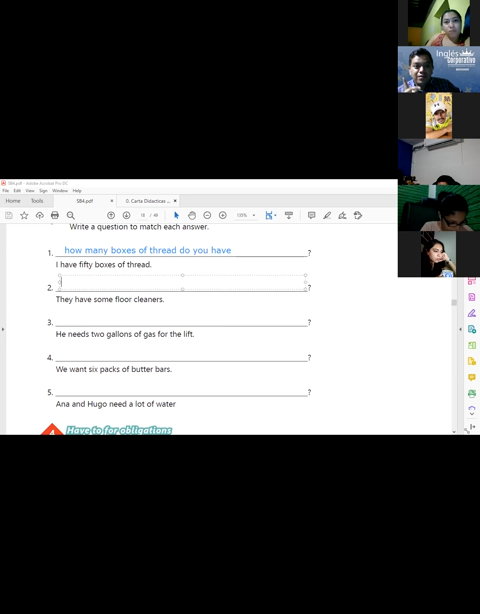 Inglés
Corporativo
SB4.pdf - Adobe Acrobat Pro DC
File Edit View Sign Window Help
Home Tools SB4.pdf × 0. Carta Didacticas ... ×
18 / 49
Write a question to match each answer.
1. how many boxes of thread do you have ?
I have fifty boxes of thread.
2. ?
They have some floor cleaners.
3. ?
He needs two gallons of gas for the lift.
4. ?
We want six packs of butter bars.
5. ?
Ana and Hugo need a lot of water
4 Have to for obligations